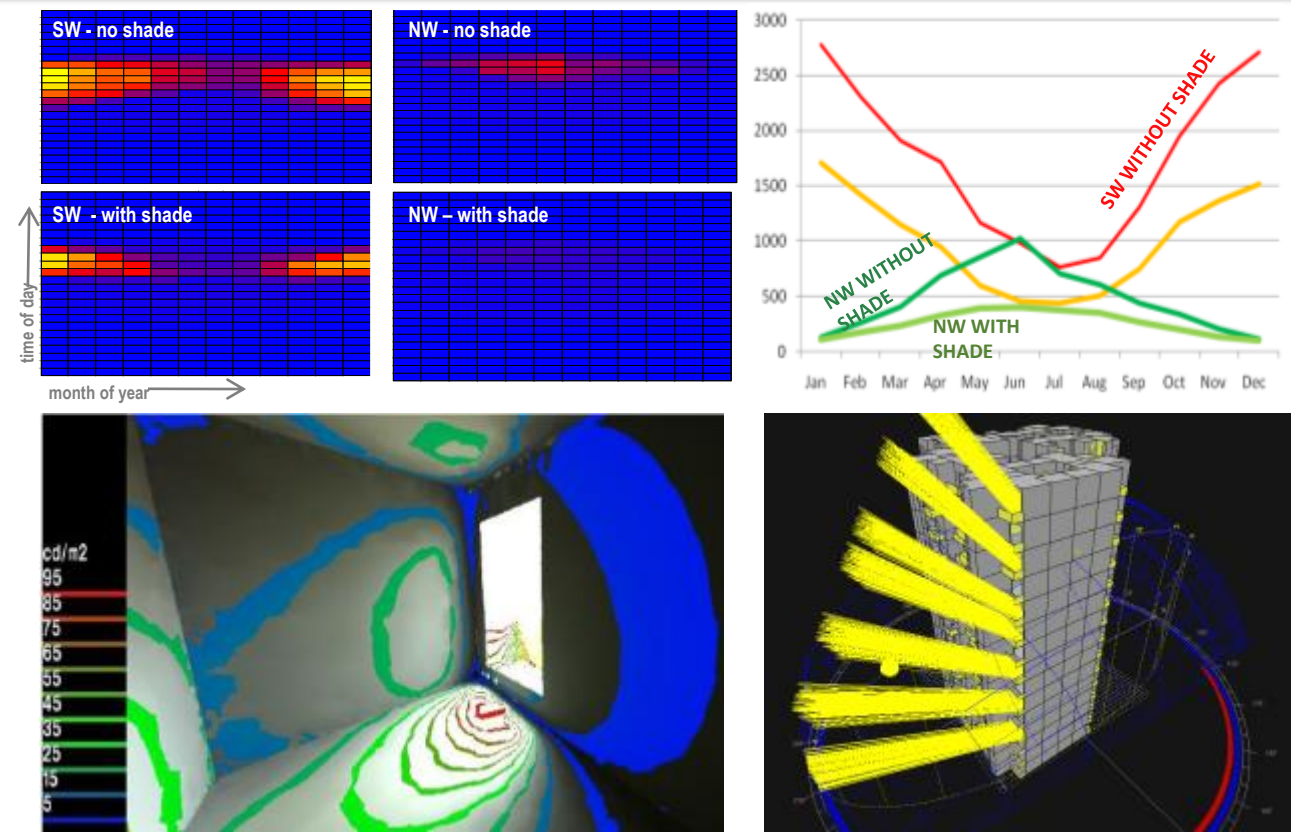 SW - no shade
NW - no shade
SW - with shade
NW – with shade
time of day
month of year
3000
2500
2000
1500
1000
500
0
SW WITHOUT SHADE
NW WITHOUT
SHADE
NW WITH
SHADE
Jan Feb Mar Apr May Jun Jul Aug Sep Oct Nov Dec
cd/m2
95
85
75
65
55
45
35
25
15
5